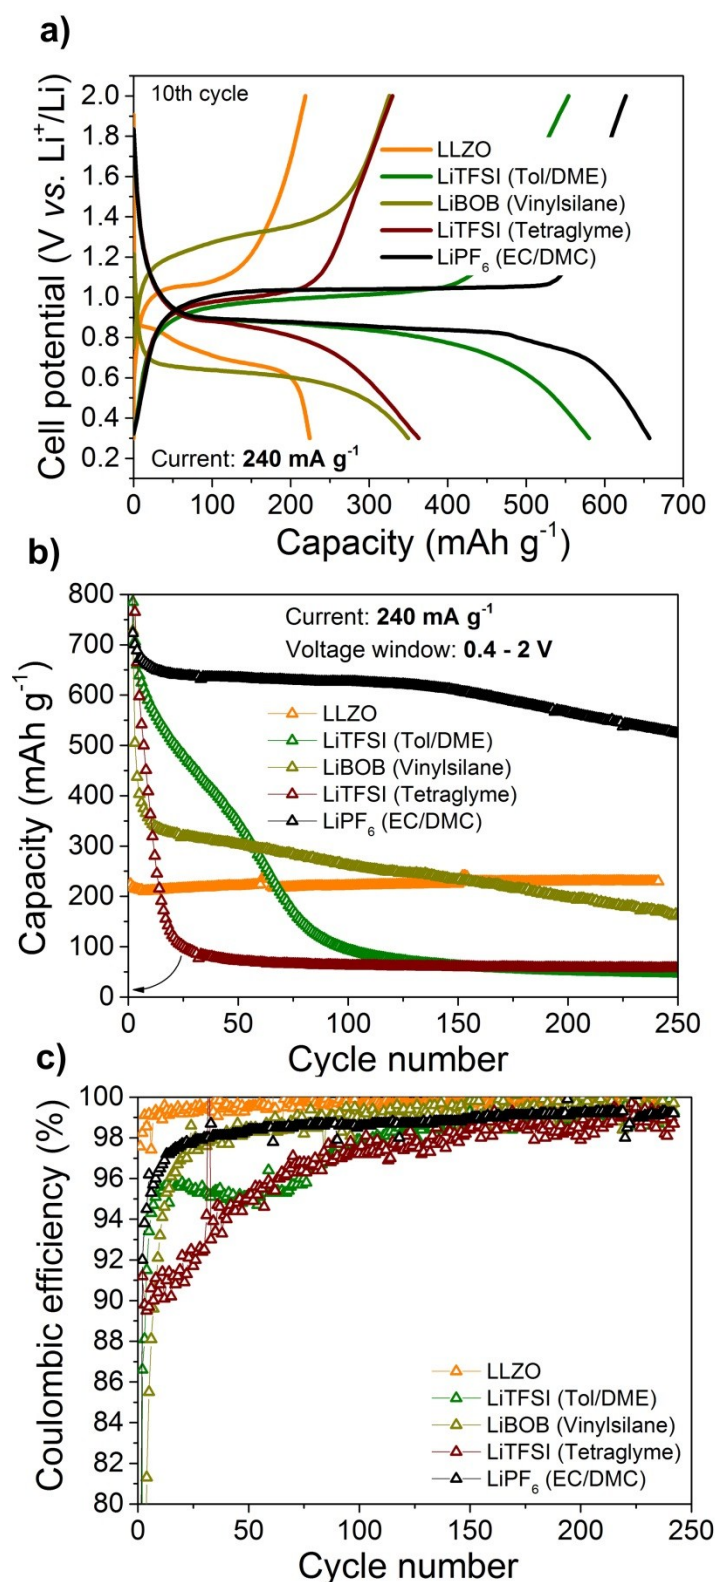 a)
10th cycle
2.0
1.8
1.6
1.4
1.2
1.0
0.8
0.6
0.4
0.2
Cell potential (V vs. Li⁺/Li)
LLZO
LiTFSI (Tol/DME)
LiBOB (Vinylsilane)
LiTFSI (Tetraglyme)
LiPF₆ (EC/DMC)
Current: 240 mA g⁻¹
0 100 200 300 400 500 600 700
Capacity (mAh g⁻¹)
b)
800
700
600
500
400
300
200
100
0
Capacity (mAh g⁻¹)
Current: 240 mA g⁻¹
Voltage window: 0.4 - 2 V
LLZO
LiTFSI (Tol/DME)
LiBOB (Vinylsilane)
LiTFSI (Tetraglyme)
LiPF₆ (EC/DMC)
0 50 100 150 200 250
Cycle number
c)
100
98
96
94
92
90
88
86
84
82
80
Coulombic efficiency (%)
LLZO
LiTFSI (Tol/DME)
LiBOB (Vinylsilane)
LiTFSI (Tetraglyme)
LiPF₆ (EC/DMC)
0 50 100 150 200 250
Cycle number